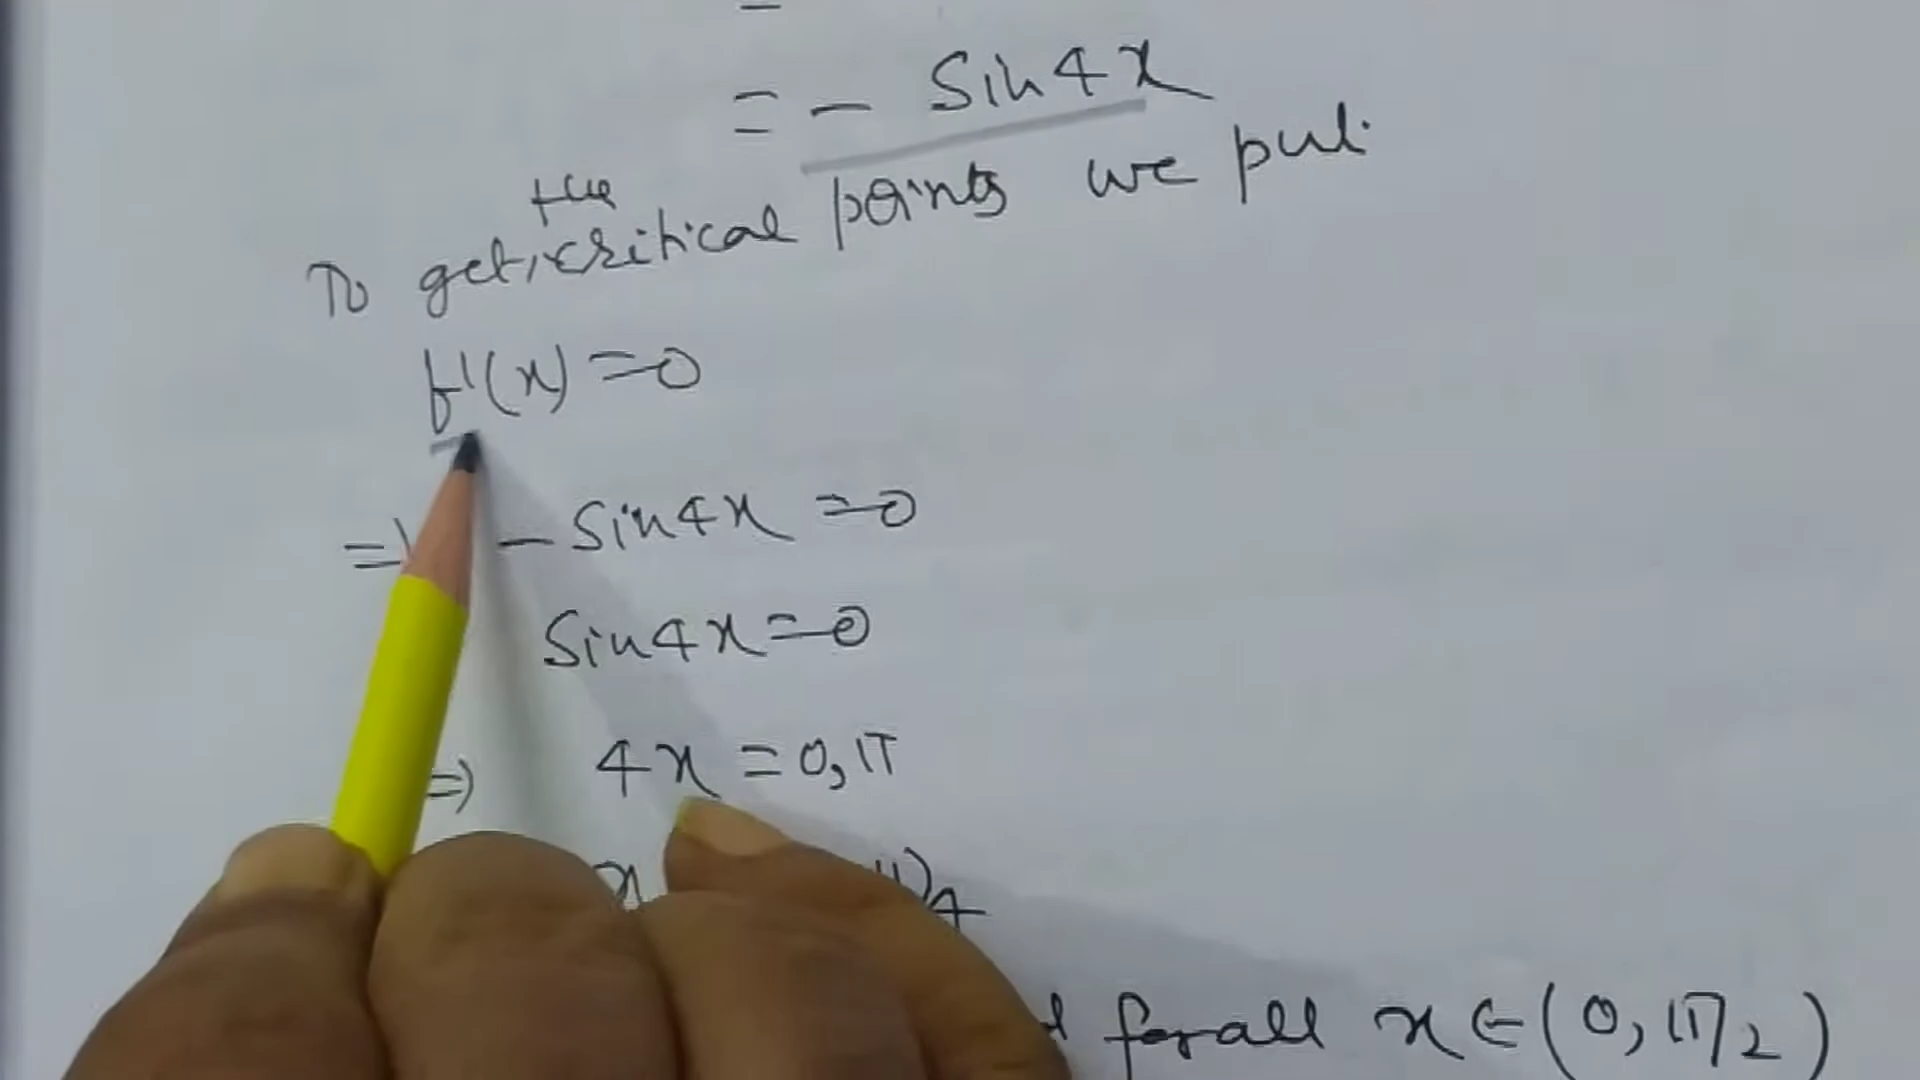 = - Sin 4x
To get, the critical points we put
f'(x) = 0
=> - Sin 4x = 0
Sin 4x = 0
=> 4x = 0, π
x π/4
for all x ∈ (0, π/2)